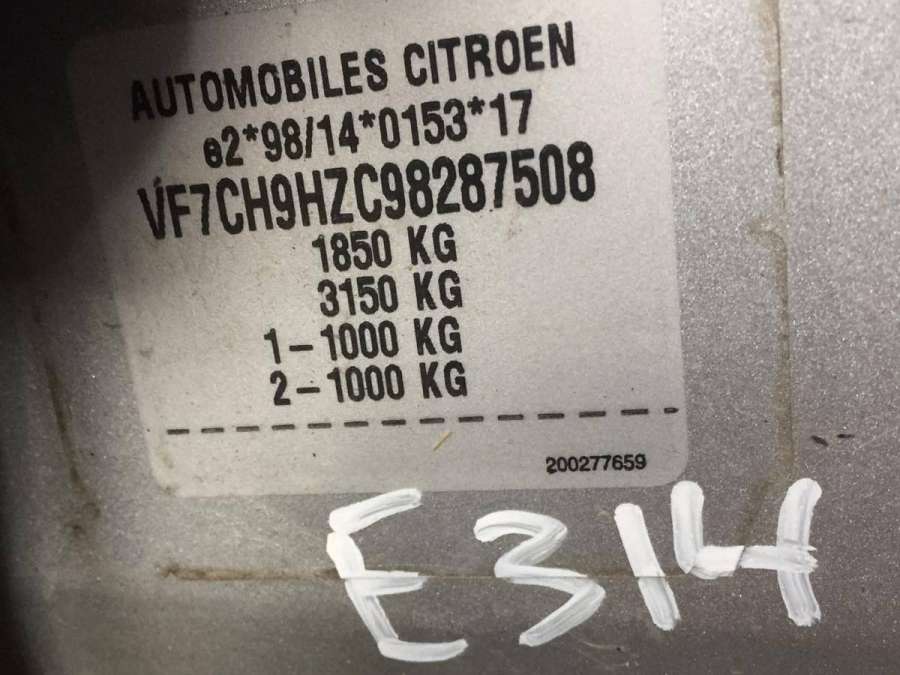 AUTOMOBILES CITROEN
e2*98/14*0153*17
VF7CH9HZC98287508
1850 KG
3150 KG
1-1000 KG
2-1000 KG
200277659
E314